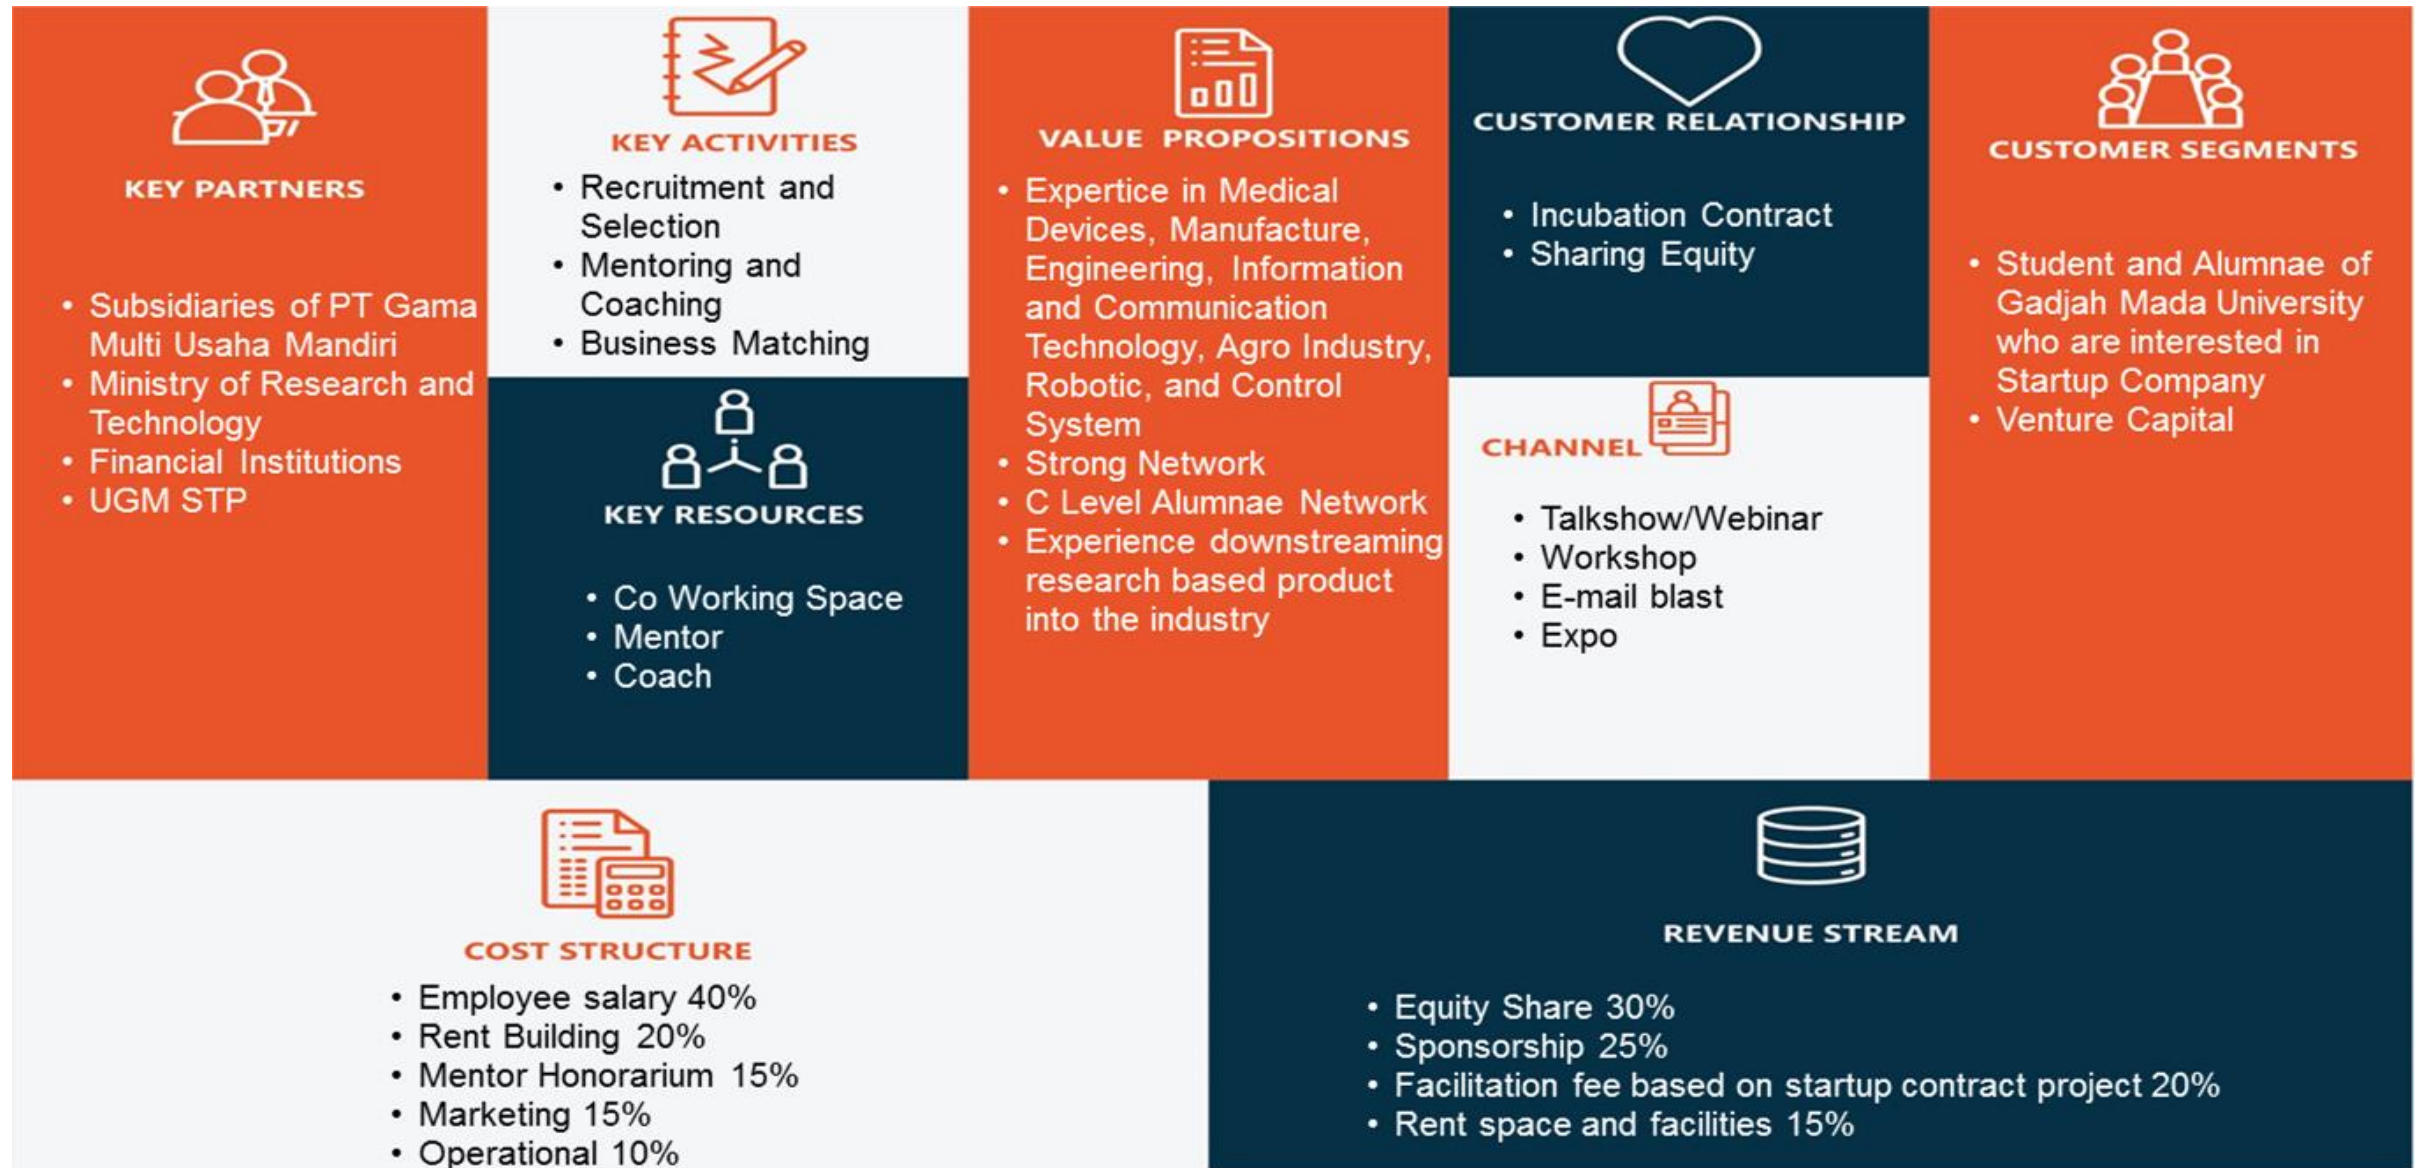 KEY PARTNERS
• Subsidiaries of PT Gama
Multi Usaha Mandiri
• Ministry of Research and
Technology
• Financial Institutions
• UGM STP
KEY ACTIVITIES
• Recruitment and
Selection
• Mentoring and
Coaching
• Business Matching
KEY RESOURCES
• Co Working Space
• Mentor
• Coach
VALUE PROPOSITIONS
• Expertice in Medical
Devices, Manufacture,
Engineering, Information
and Communication
Technology, Agro Industry,
Robotic, and Control
System
• Strong Network
• C Level Alumnae Network
• Experience downstreaming
research based product
into the industry
CUSTOMER RELATIONSHIP
• Incubation Contract
• Sharing Equity
CHANNEL
• Talkshow/Webinar
• Workshop
• E-mail blast
• Expo
CUSTOMER SEGMENTS
• Student and Alumnae of
Gadjah Mada University
who are interested in
Startup Company
• Venture Capital
COST STRUCTURE
• Employee salary 40%
• Rent Building 20%
• Mentor Honorarium 15%
• Marketing 15%
• Operational 10%
REVENUE STREAM
• Equity Share 30%
• Sponsorship 25%
• Facilitation fee based on startup contract project 20%
• Rent space and facilities 15%